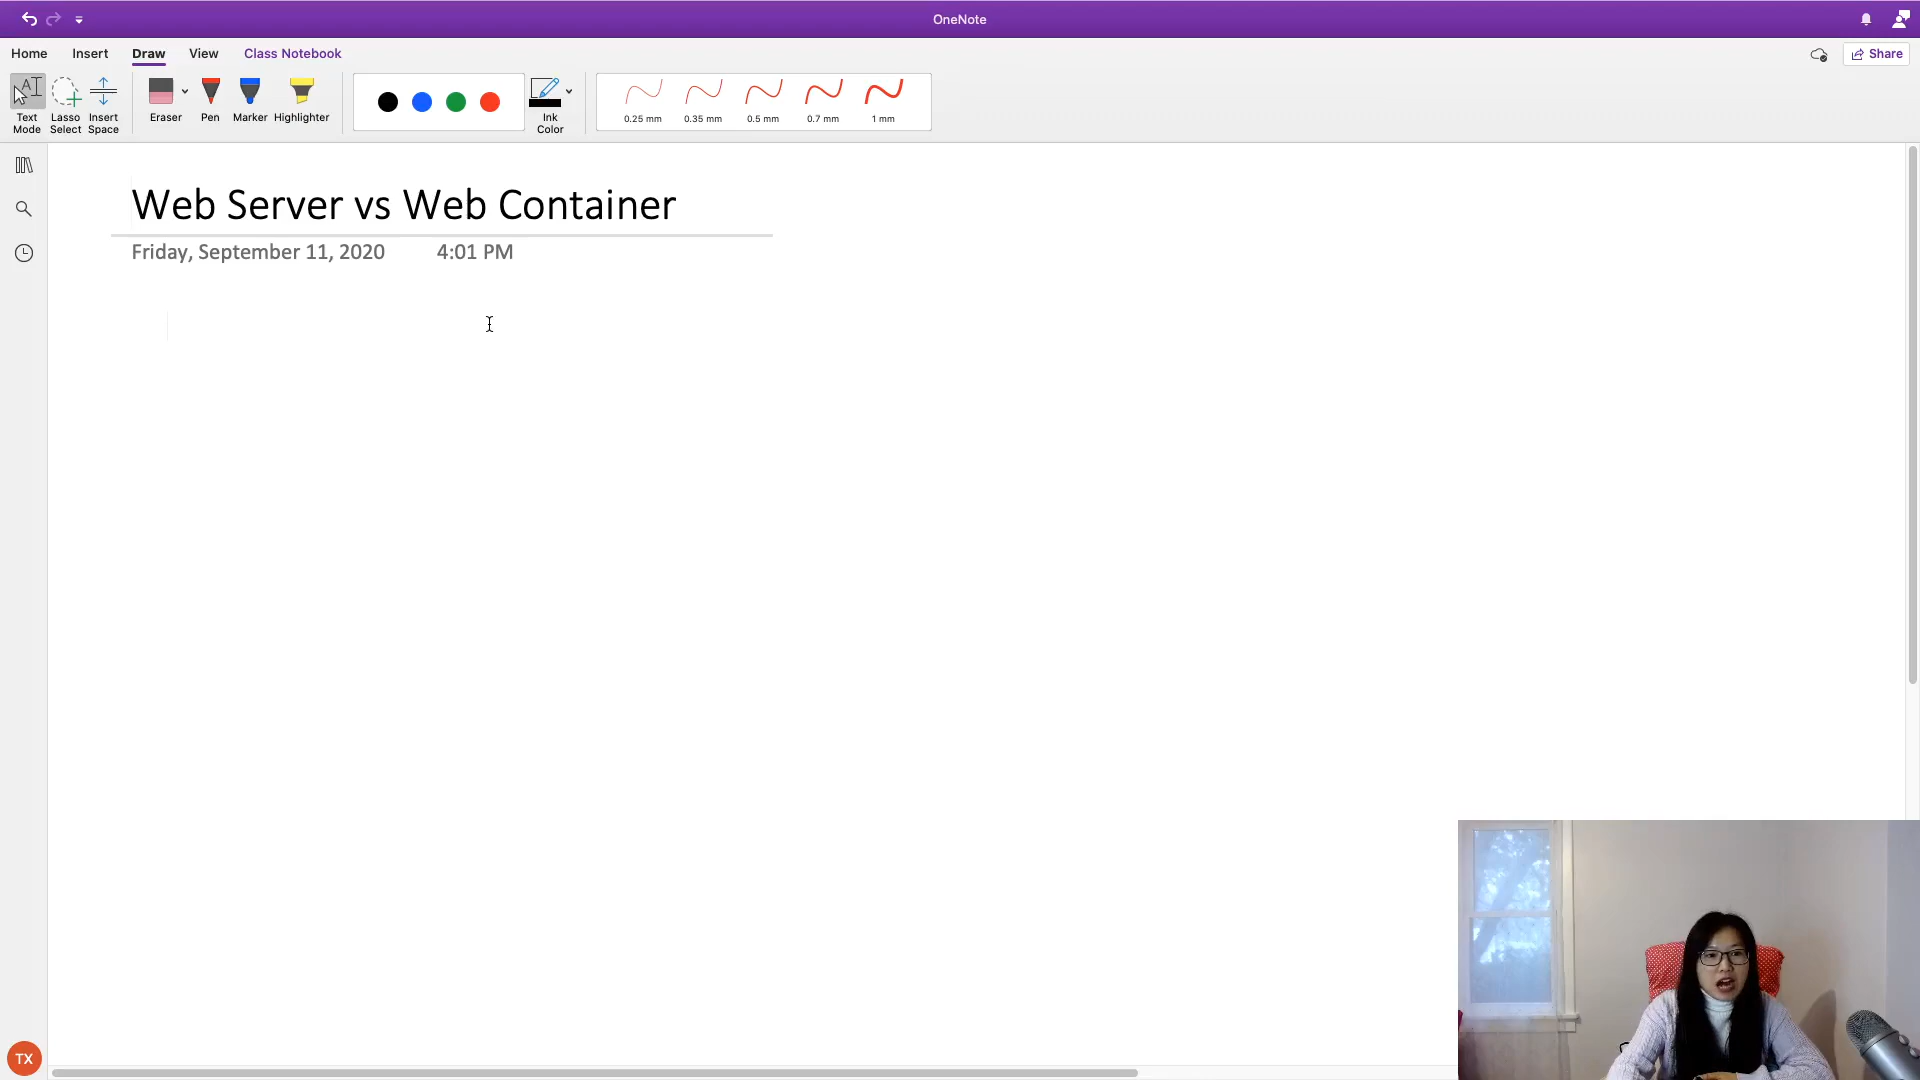 OneNote
Home Insert Draw View Class Notebook
Share
Text Mode
Lasso Select
Insert Space
Eraser
Pen
Marker
Highlighter
Ink Color
0.25 mm
0.35 mm
0.5 mm
0.7 mm
1 mm
Web Server vs Web Container
Friday, September 11, 2020 4:01 PM
TX